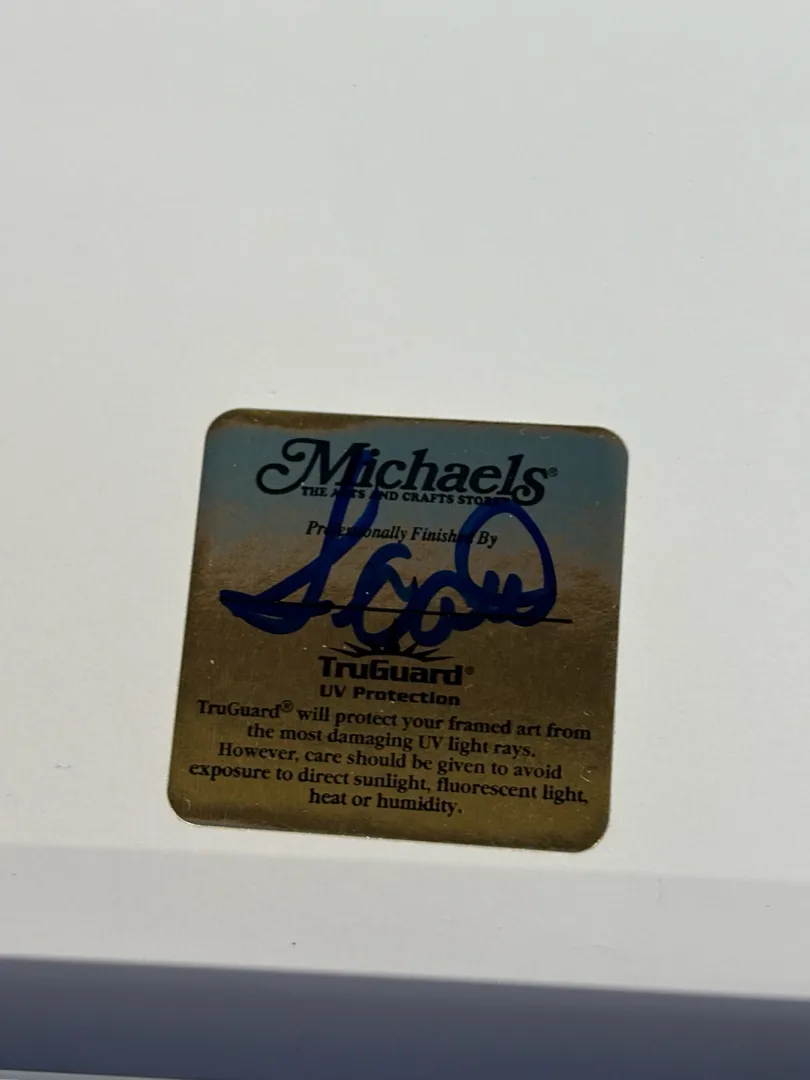 Michaels®
THE ARTS AND CRAFTS STORE
Professionally Finished By
TruGuard®
UV Protection
TruGuard® will protect your framed art from
the most damaging UV light rays.
However, care should be given to avoid
exposure to direct sunlight, fluorescent light,
heat or humidity.